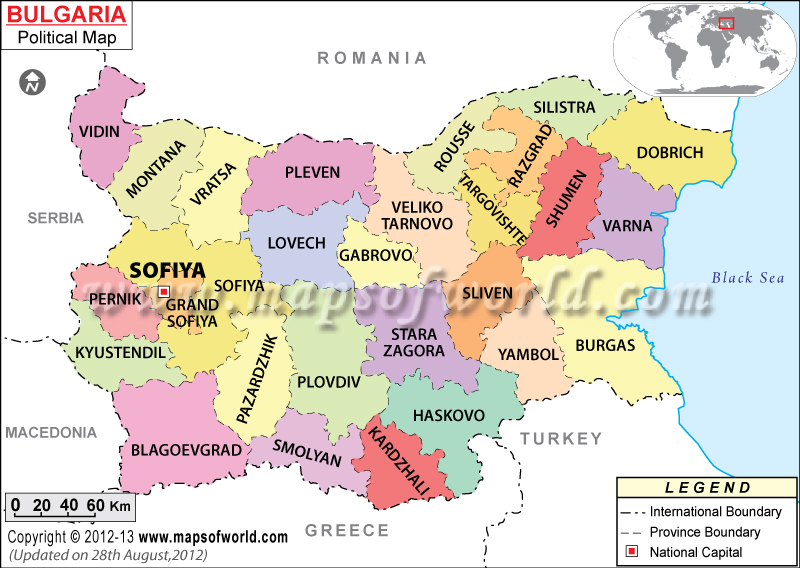 BULGARIA
Political Map
ROMANIA
SILISTRA
VIDIN
ROUSSE
RAZGRAD
DOBRICH
MONTANA
VRATSA
PLEVEN
TARGOVISHTE
SHUMEN
VELIKO
TARNOVO
SERBIA
VARNA
LOVECH
GABROVO
SOFIYA
SOFIYA
Black Sea
PERNIK
GRAND
SOFIYA
SLIVEN
www.mapsofworld.com
STARA
ZAGORA
KYUSTENDIL
YAMBOL
BURGAS
PAZARDZHIK
PLOVDIV
HASKOVO
MACEDONIA
TURKEY
BLAGOEVGRAD
SMOLYAN
KARDZHALI
0 20 40 60 Km
GREECE
LEGEND
International Boundary
Province Boundary
National Capital
Copyright © 2012-13 www.mapsofworld.com
(Updated on 28th August,2012)
N